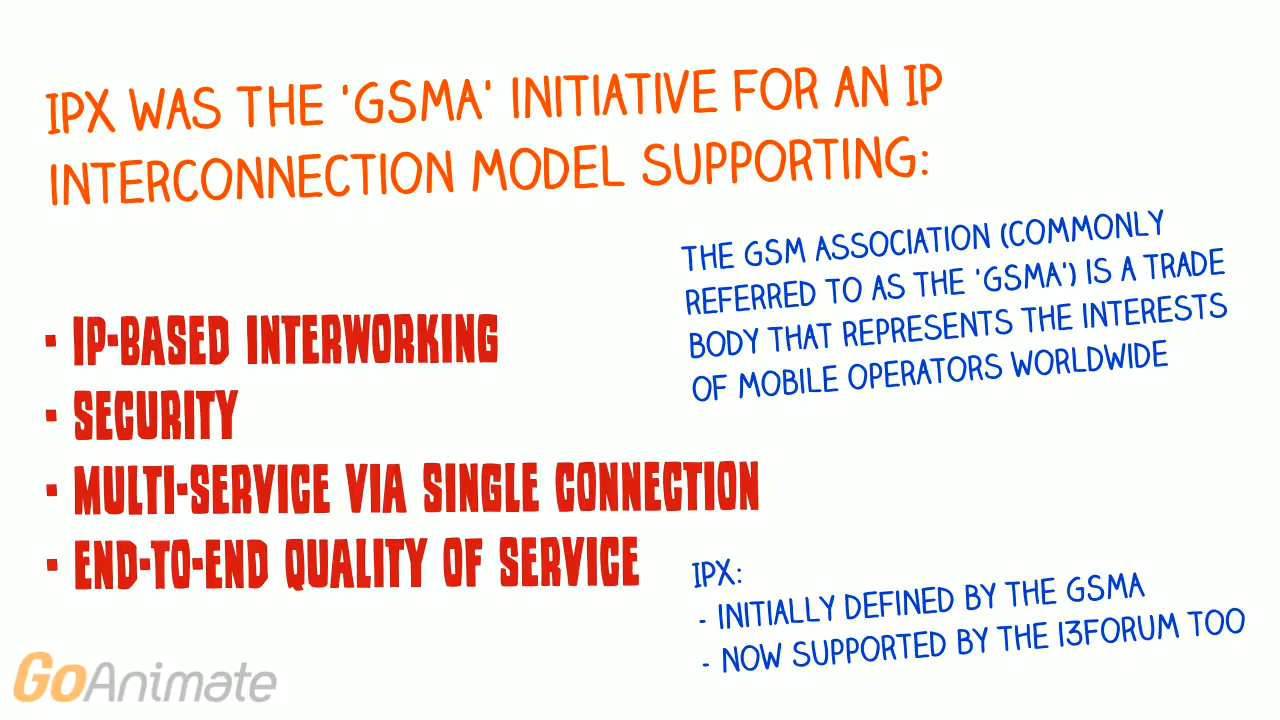 IPX WAS THE 'GSMA' INITIATIVE FOR AN IP
INTERCONNECTION MODEL SUPPORTING:
THE GSM ASSOCIATION (COMMONLY
REFERRED TO AS THE 'GSMA') IS A TRADE
BODY THAT REPRESENTS THE INTERESTS
OF MOBILE OPERATORS WORLDWIDE
- IP-BASED INTERWORKING
- SECURITY
- MULTI-SERVICE VIA SINGLE CONNECTION
- END-TO-END QUALITY OF SERVICE
IPX:
- INITIALLY DEFINED BY THE GSMA
- NOW SUPPORTED BY THE I3FORUM TOO
GoAnimate